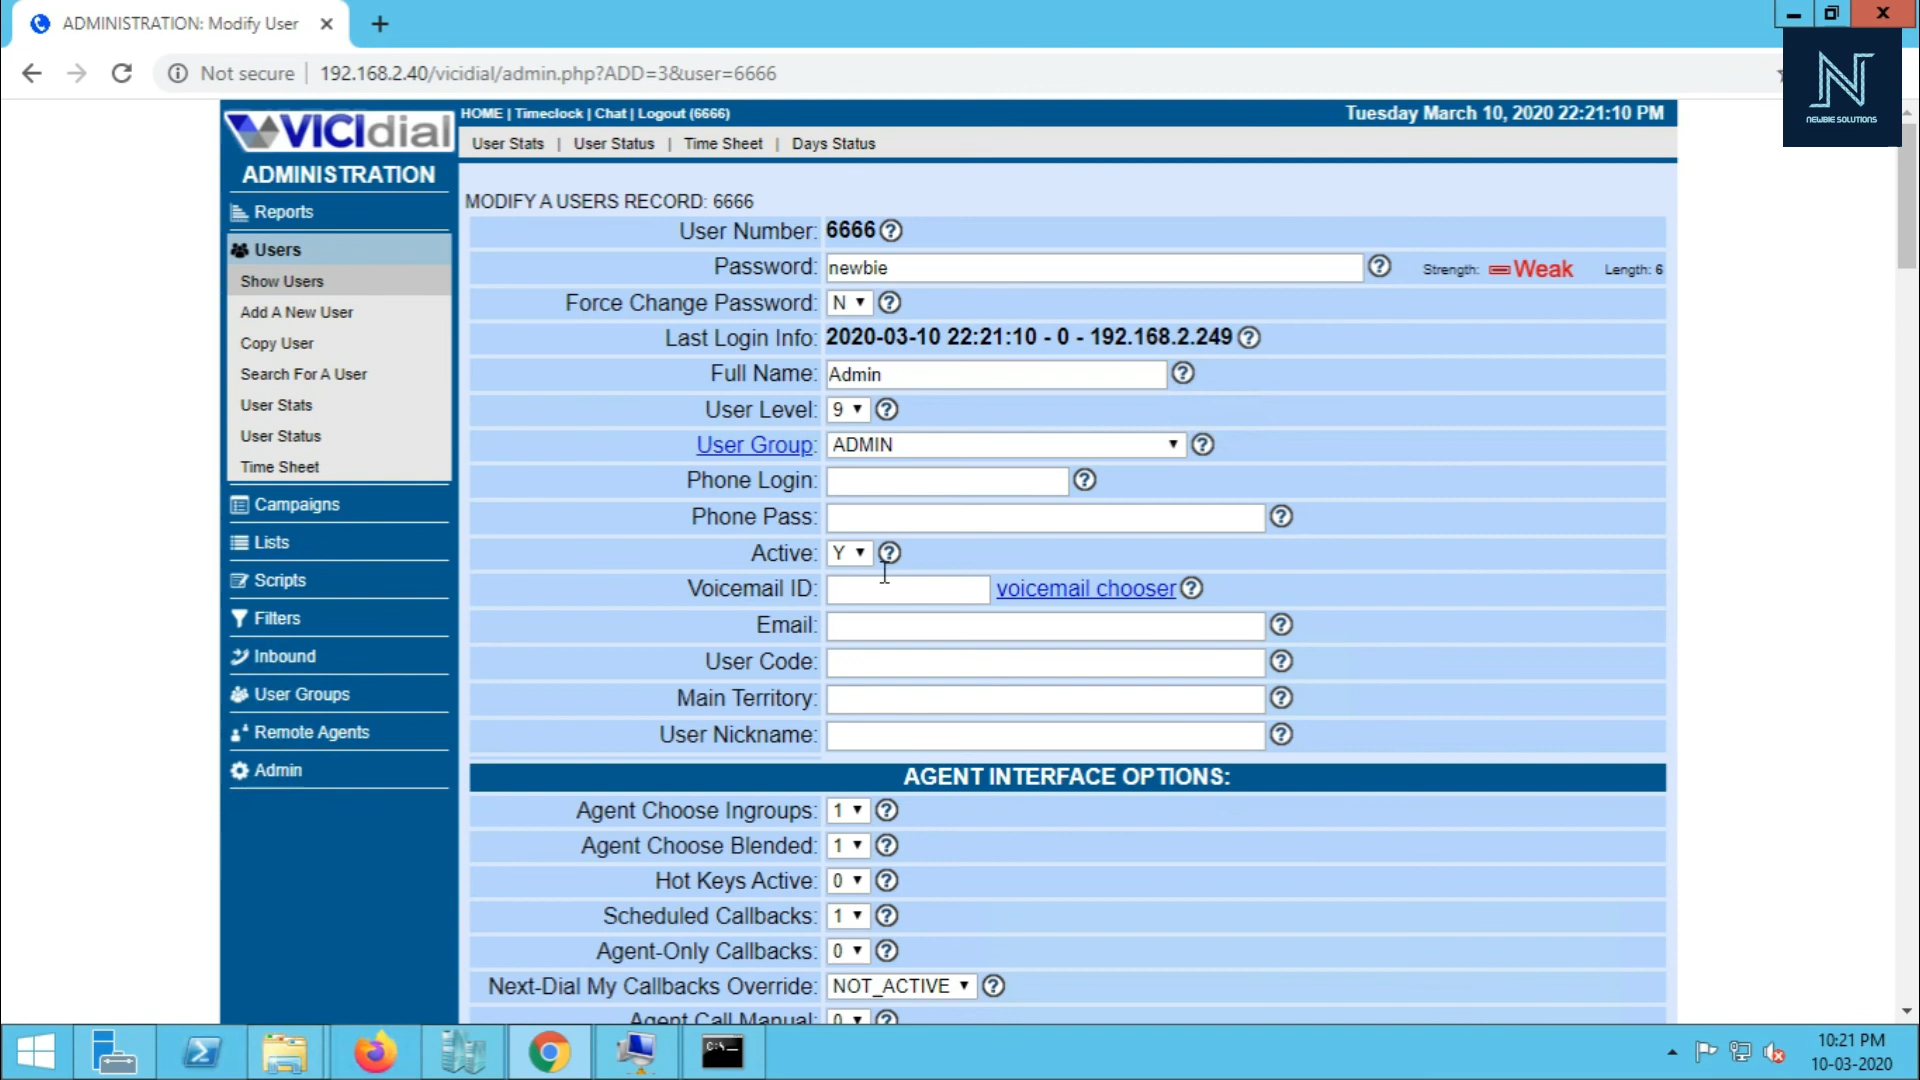 ADMINISTRATION: Modify User
Not secure | 192.168.2.40/vicidial/admin.php?ADD=3&user=6666
NEWBIE SOLUTIONS
VICIdial
HOME | Timeclock | Chat | Logout (6666)
Tuesday March 10, 2020 22:21:10 PM
User Stats | User Status | Time Sheet | Days Status
ADMINISTRATION
Reports
Users
Show Users
Add A New User
Copy User
Search For A User
User Stats
User Status
Time Sheet
Campaigns
Lists
Scripts
Filters
Inbound
User Groups
Remote Agents
Admin
MODIFY A USERS RECORD: 6666
User Number: 6666
Password: newbie Strength: Weak Length: 6
Force Change Password: N
Last Login Info: 2020-03-10 22:21:10 - 0 - 192.168.2.249
Full Name: Admin
User Level: 9
User Group: ADMIN
Phone Login:
Phone Pass:
Active: Y
Voicemail ID: voicemail chooser
Email:
User Code:
Main Territory:
User Nickname:
AGENT INTERFACE OPTIONS:
Agent Choose Ingroups: 1
Agent Choose Blended: 1
Hot Keys Active: 0
Scheduled Callbacks: 1
Agent-Only Callbacks: 0
Next-Dial My Callbacks Override: NOT_ACTIVE
Agent Call Manual: 0
10:21 PM
10-03-2020